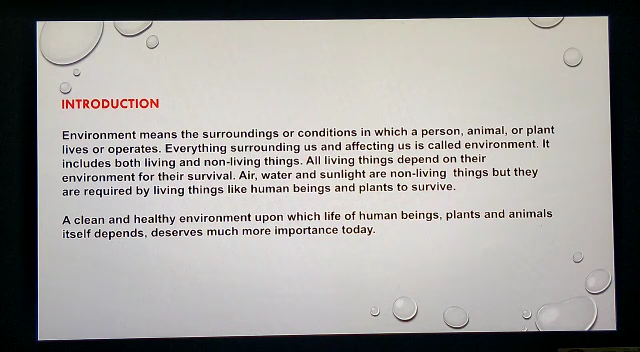 INTRODUCTION
Environment means the surroundings or conditions in which a person, animal, or plant
lives or operates. Everything surrounding us and affecting us is called environment. It
includes both living and non-living things. All living things depend on their
environment for their survival. Air, water and sunlight are non-living things but they
are required by living things like human beings and plants to survive.
A clean and healthy environment upon which life of human beings, plants and animals
itself depends, deserves much more importance today.